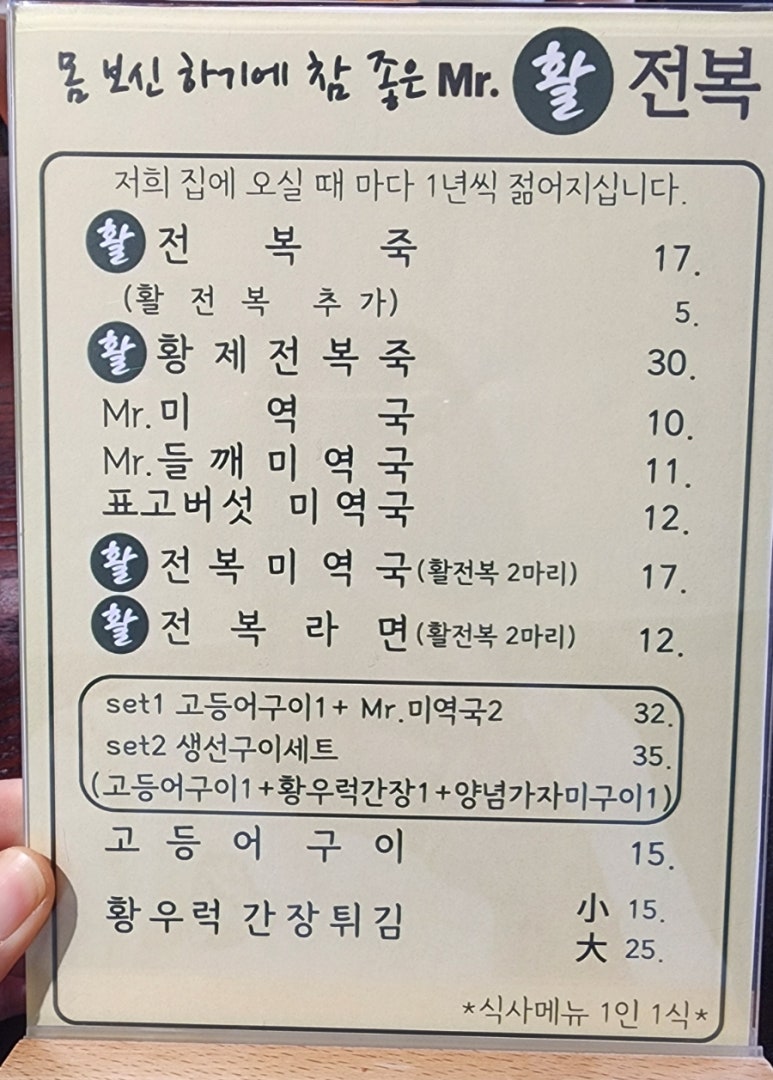 몸 보신 하기에 참 좋은 Mr. 활 전복
저희 집에 오실 때 마다 1년씩 젊어지십니다.
활 전 복 죽 17.
(활 전 복 추 가) 5.
활 황 제 전 복 죽 30.
Mr. 미 역 국 10.
Mr. 들 깨 미 역 국 11.
표고버섯 미역국 12.
활 전 복 미 역 국 (활전복 2마리) 17.
활 전 복 라 면 (활전복 2마리) 12.
set1 고등어구이1+ Mr.미역국2 32.
set2 생선구이세트 35.
(고등어구이1+황우럭간장1+양념가자미구이1)
고 등 어 구 이 15.
황우럭 간장튀김 小 15.
大 25.
*식사메뉴 1인 1식*